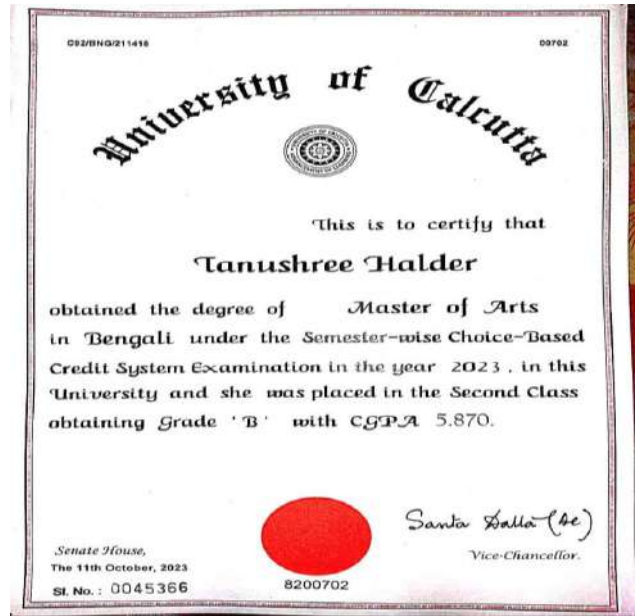 C92/BNG/211416
00702
University of Calcutta
This is to certify that
Tanushree Halder
obtained the degree of Master of Arts
in Bengali under the Semester-wise Choice-Based
Credit System Examination in the year 2023, in this
University and she was placed in the Second Class
obtaining Grade 'B' with CGPA 5.870.
Santa Datta (De)
Senate House,
Vice-Chancellor.
The 11th October, 2023
Sl. No. : 0045366
8200702